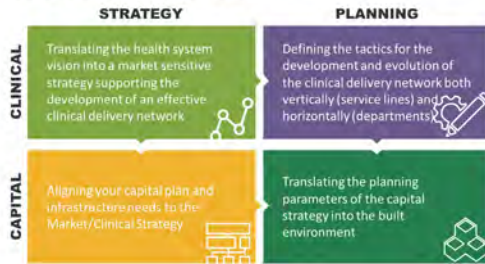 STRATEGY
PLANNING
CLINICAL
Translating the health system
vision into a market sensitive
strategy supporting the
development of an effective
clinical delivery network
Defining the tactics for the
development and evolution of
the clinical delivery network both
vertically (service lines) and
horizontally (departments)
CAPITAL
Aligning your capital plan and
infrastructure needs to the
Market/Clinical Strategy
Translating the planning
parameters of the capital
strategy into the built
environment